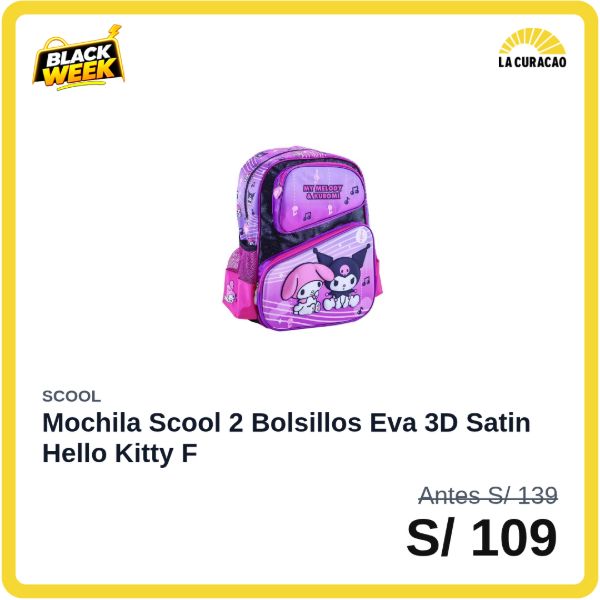 BLACK
WEEK
LA CURACAO
MY MELODY
& KUROMI
SCOOL
Mochila Scool 2 Bolsillos Eva 3D Satin
Hello Kitty F
Antes S/ 139
S/ 109